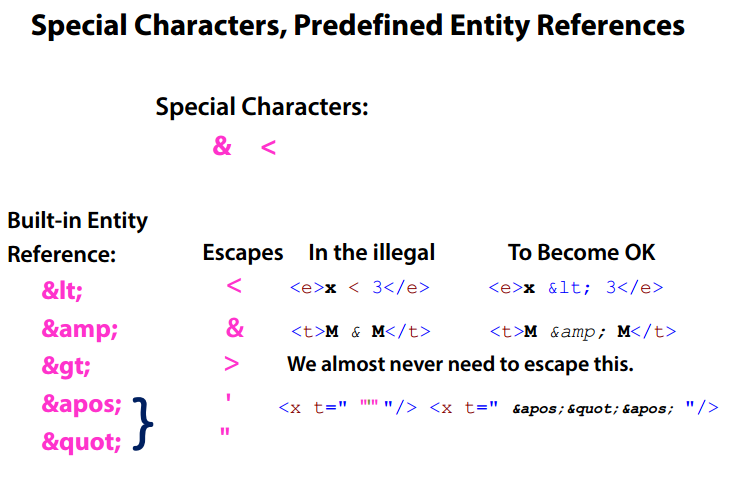 Special Characters, Predefined Entity References
Special Characters:
& <
Built-in Entity
Reference: Escapes In the illegal To Become OK
&lt; < <e>x < 3</e> <e>x &lt; 3</e>
&amp; & <t>M & M</t> <t>M &amp; M</t>
&gt; > We almost never need to escape this.
&apos; } ' <x t=" '"' "/> <x t=" &apos;&quot;&apos; "/>
&quot; "